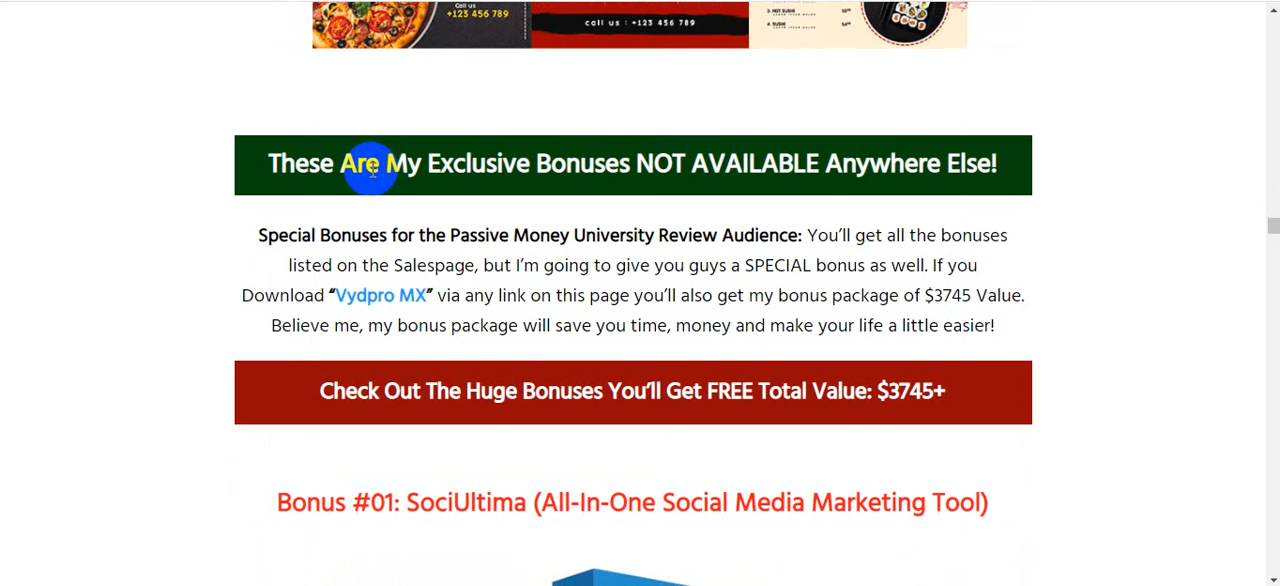 Call us
+123 456 789
call us : +123 456 789
3. HOT SUSHI
4. SUSHI
These Are My Exclusive Bonuses NOT AVAILABLE Anywhere Else!
Special Bonuses for the Passive Money University Review Audience: You’ll get all the bonuses
listed on the Salespage, but I’m going to give you guys a SPECIAL bonus as well. If you
Download “Vydpro MX” via any link on this page you’ll also get my bonus package of $3745 Value.
Believe me, my bonus package will save you time, money and make your life a little easier!
Check Out The Huge Bonuses You’ll Get FREE Total Value: $3745+
Bonus #01: SociUltima (All-In-One Social Media Marketing Tool)